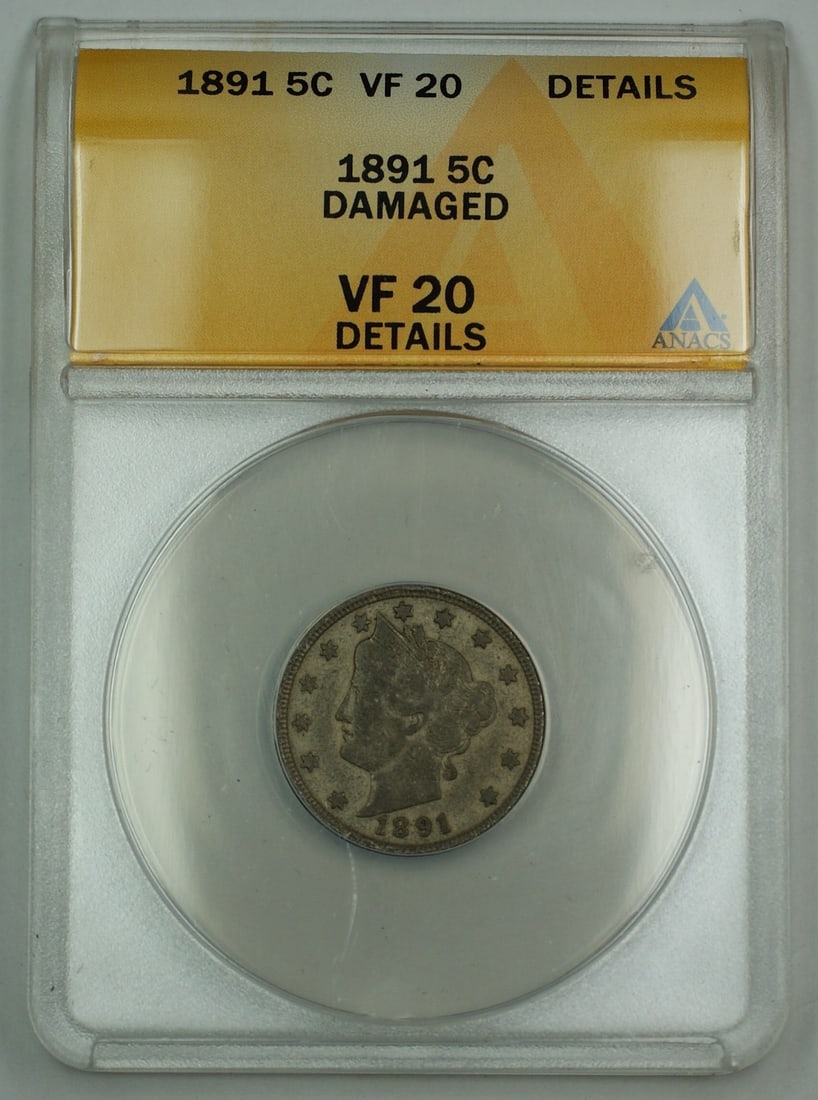 1891 5C VF 20 DETAILS
1891 5C
DAMAGED
VF 20
DETAILS
ANACS
1891